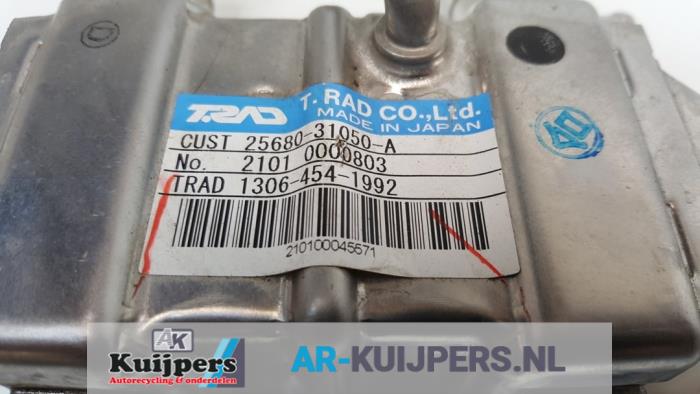 T.RAD
T. RAD CO.,Ltd.
MADE IN JAPAN
CUST 25680-31050-A
No. 2101 0000803
TRAD 1306-454-1992
210100045571
AK
Kuijpers
Autorecycling & onderdelen
AR-KUIJPERS.NL